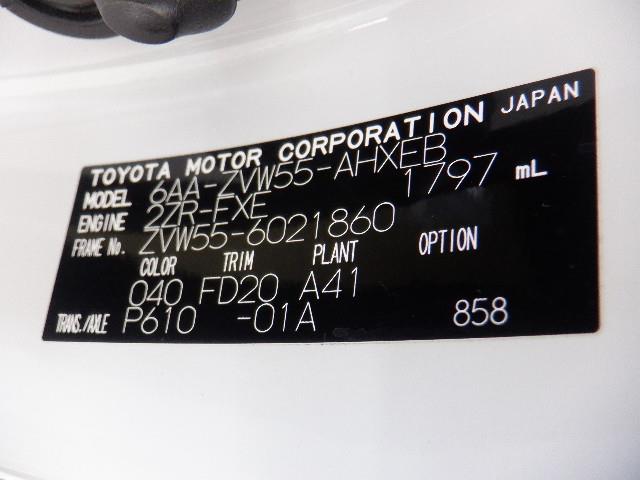 TOYOTA MOTOR CORPORATION JAPAN
MODEL 6AA-ZVW55-AHXEB
ENGINE 2ZR-FXE 1797 mL
FRAME No. ZVW55-6021860
COLOR TRIM PLANT OPTION
040 FD20 A41
TRANS./AXLE P610 -01A 858